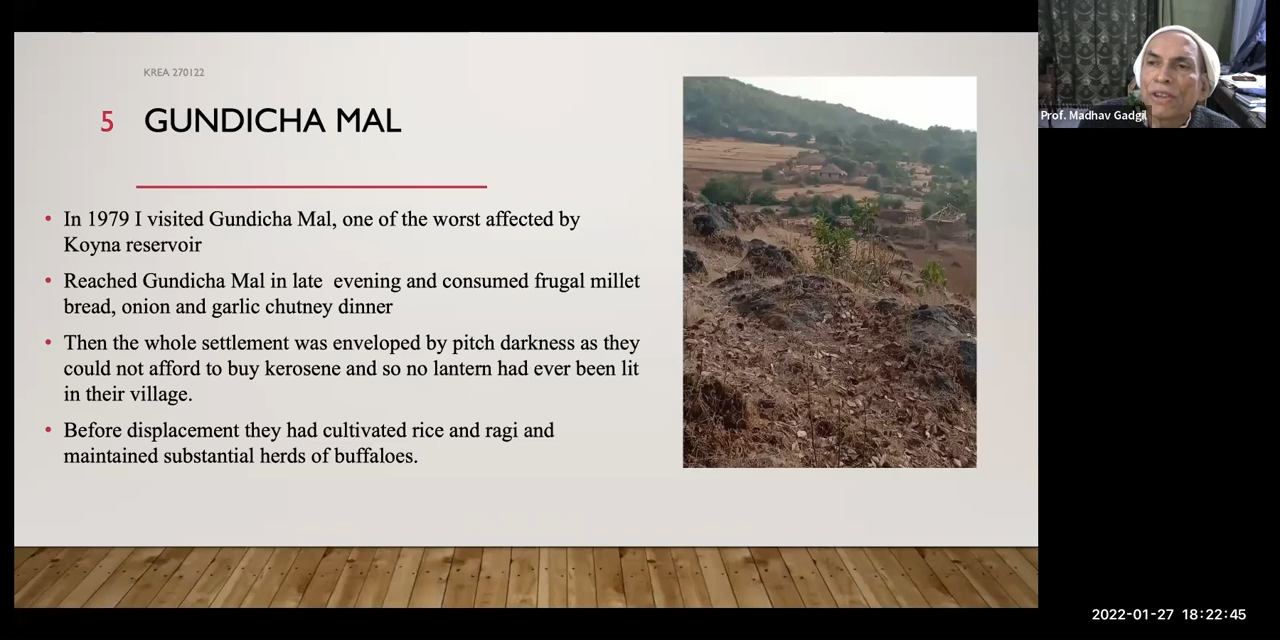 KREA 270122
5 GUNDICHA MAL
• In 1979 I visited Gundicha Mal, one of the worst affected by
Koyna reservoir
• Reached Gundicha Mal in late evening and consumed frugal millet
bread, onion and garlic chutney dinner
• Then the whole settlement was enveloped by pitch darkness as they
could not afford to buy kerosene and so no lantern had ever been lit
in their village.
• Before displacement they had cultivated rice and ragi and
maintained substantial herds of buffaloes.
Prof. Madhav Gadgil
2022-01-27 18:22:45